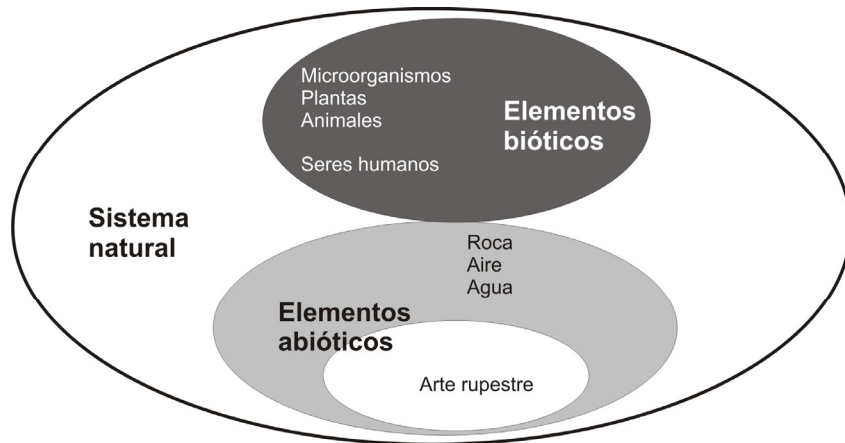 Microorganismos
Plantas
Animales
Seres humanos
Elementos
bióticos
Sistema
natural
Roca
Aire
Agua
Elementos
abióticos
Arte rupestre